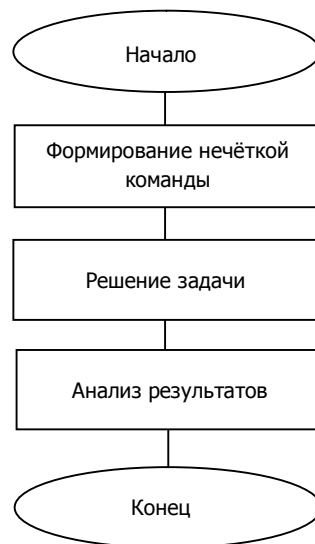 Начало
Формирование нечёткой
команды
Решение задачи
Анализ результатов
Конец